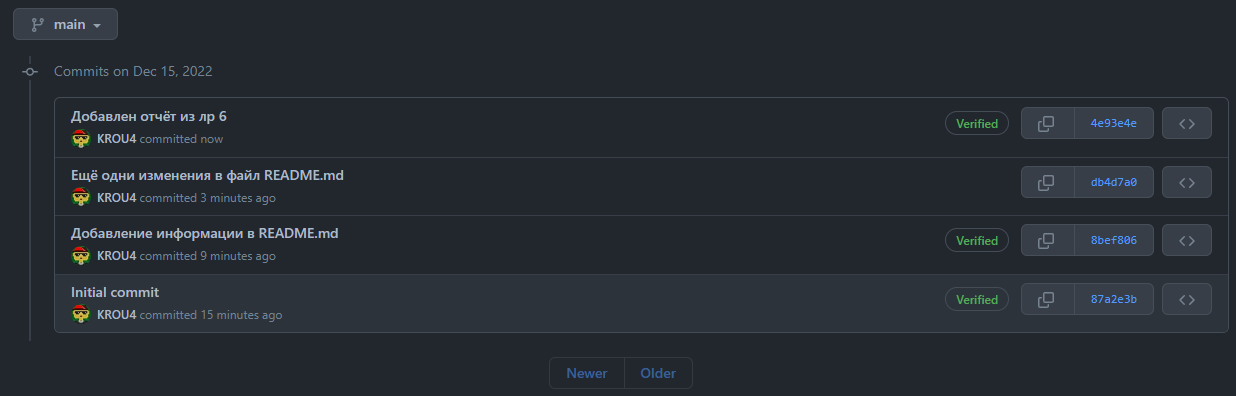 main
Commits on Dec 15, 2022
Добавлен отчёт из лр 6
KROU4 committed now
Verified
4e93e4e
Ещё одни изменения в файл README.md
KROU4 committed 3 minutes ago
db4d7a0
Добавление информации в README.md
KROU4 committed 9 minutes ago
Verified
8bef806
Initial commit
KROU4 committed 15 minutes ago
Verified
87a2e3b
Newer
Older